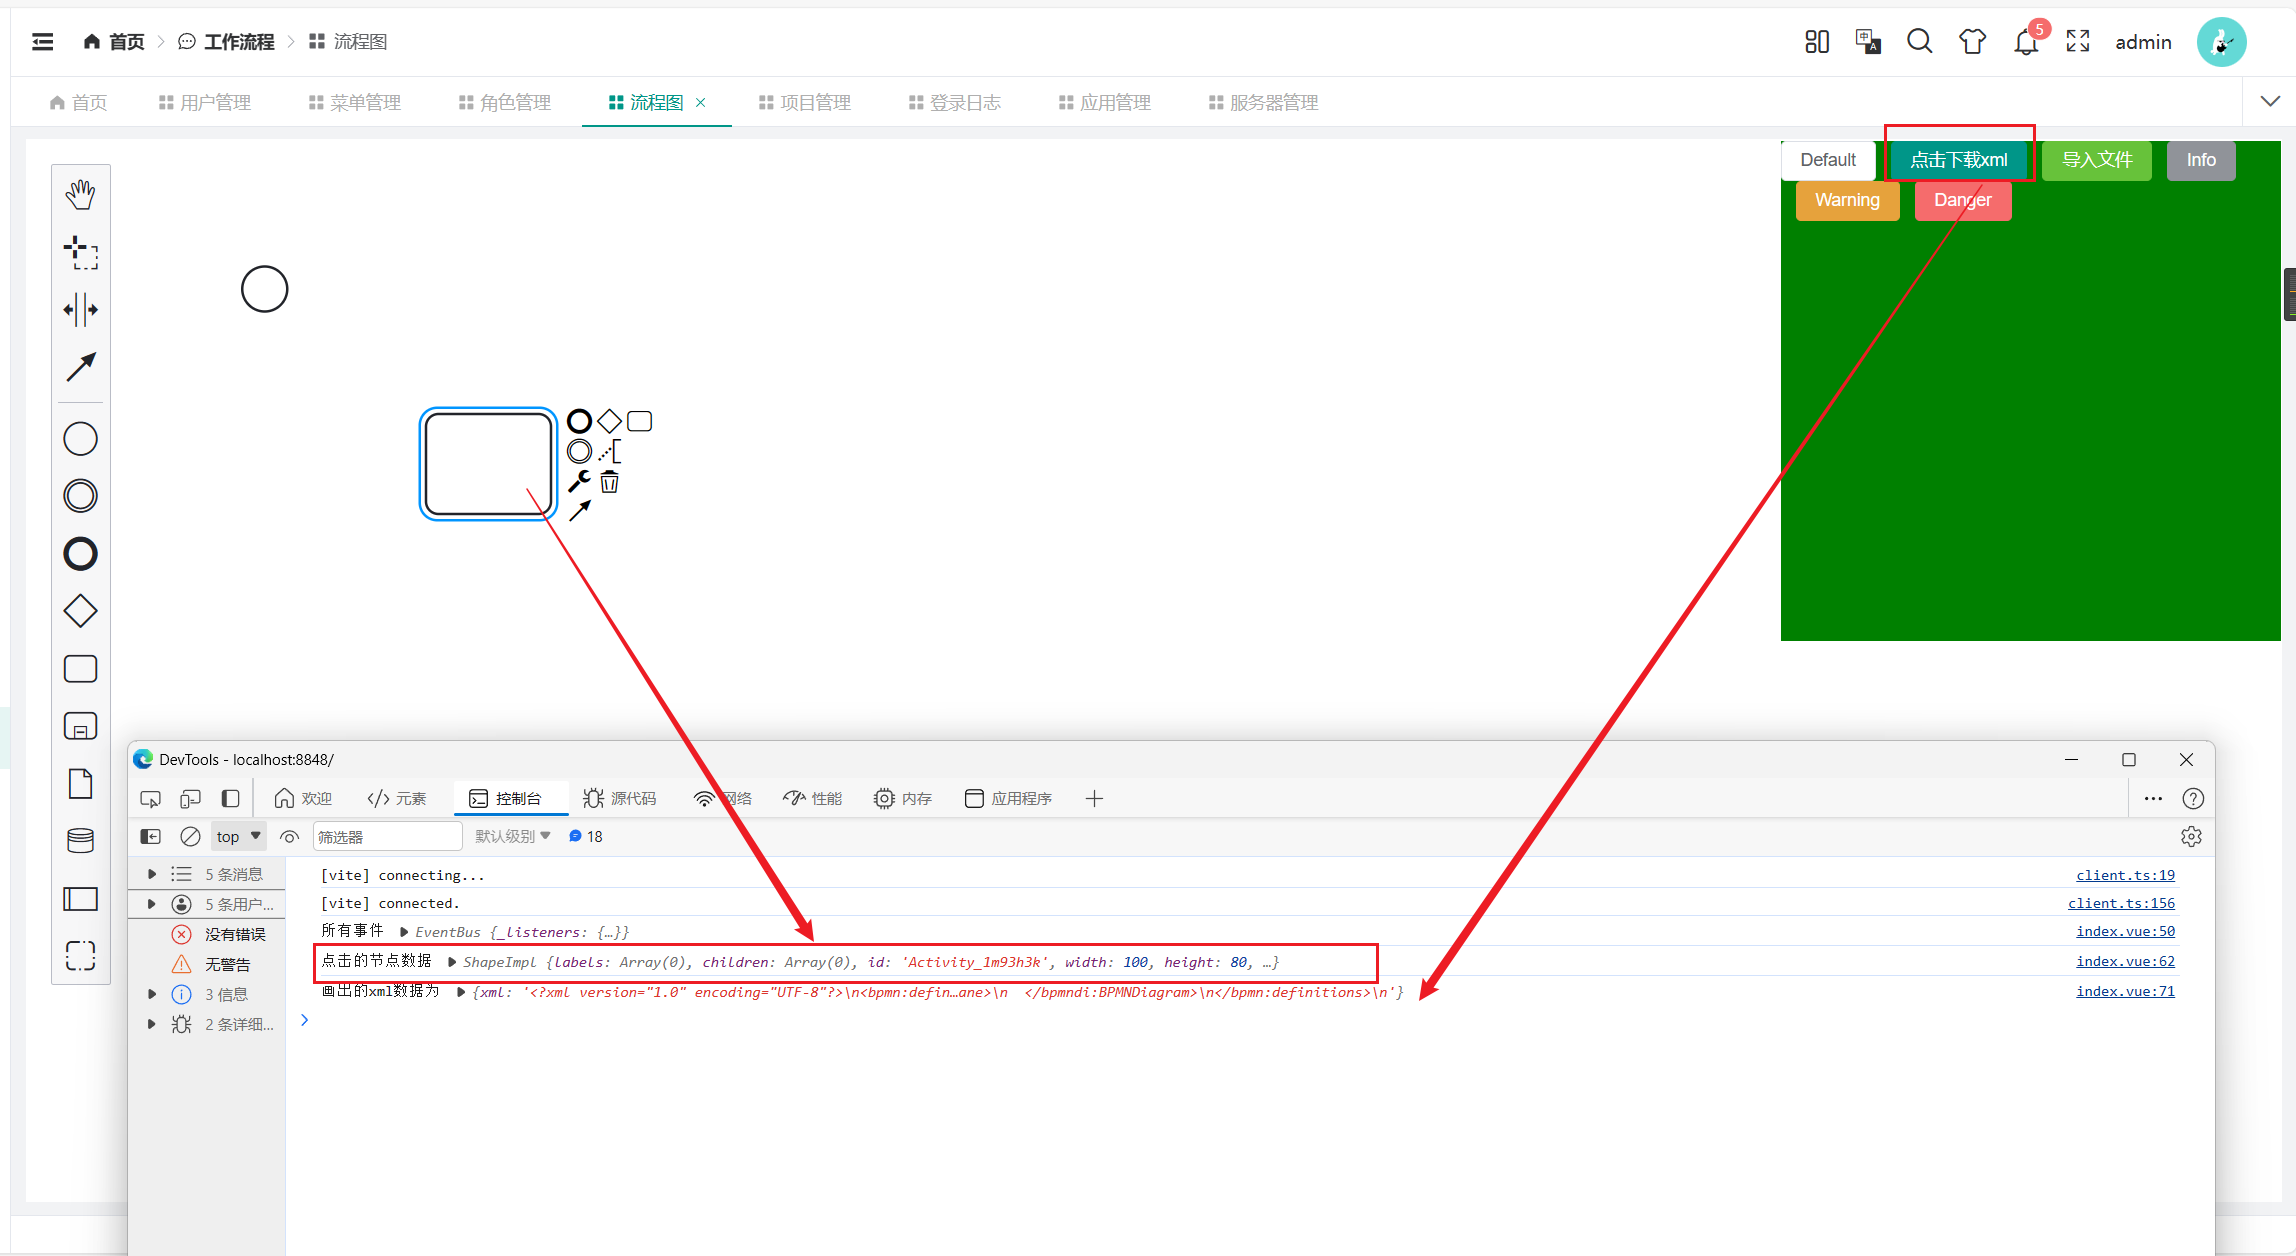 首页 工作流程 流程图 5 admin
首页 用户管理 菜单管理 角色管理 流程图 项目管理 登录日志 应用管理 服务器管理
Default 点击下载xml 导入文件 Info
Warning Danger
DevTools - localhost:8848/
欢迎 元素 控制台 源代码 网络 性能 内存 应用程序
top 筛选器 默认级别 18
5 条消息
5 条用户...
没有错误
无警告
3 信息
2 条详细...
[vite] connecting... client.ts:19
[vite] connected. client.ts:156
所有事件 EventBus {_listeners: {…}} index.vue:50
点击的节点数据 ShapeImpl {labels: Array(0), children: Array(0), id: 'Activity_1m93h3k', width: 100, height: 80, …} index.vue:62
画出的xml数据为 {xml: '<?xml version="1.0" encoding="UTF-8"?>\n<bpmn:defin…ane>\n  </bpmndi:BPMNDiagram>\n</bpmn:definitions>\n'} index.vue:71